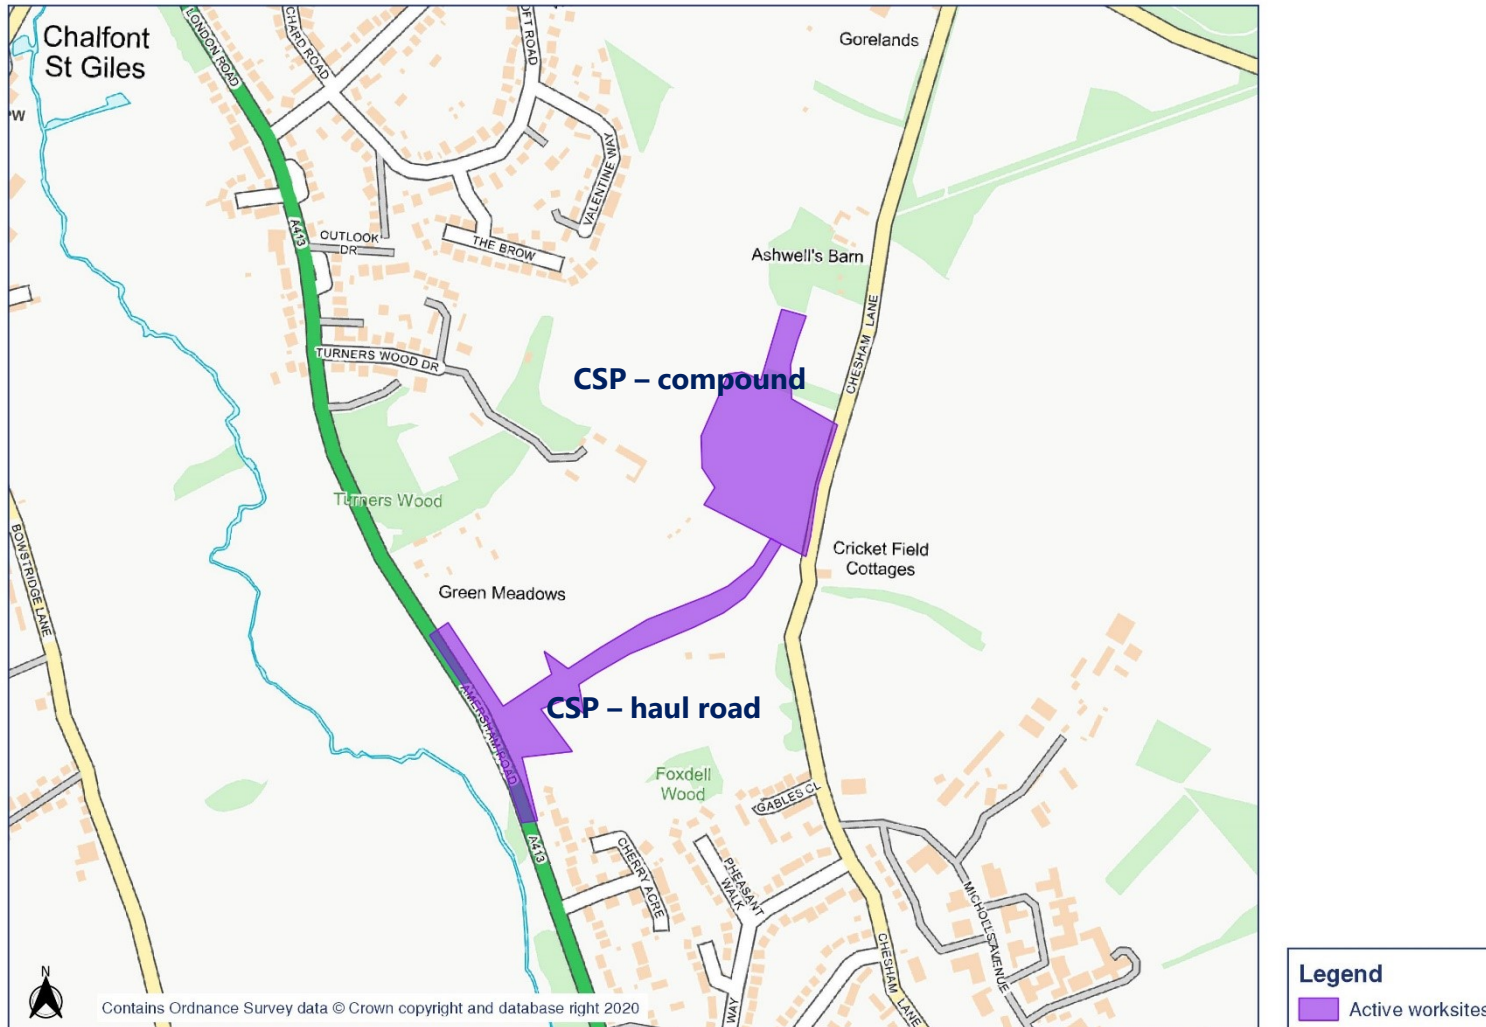 Chalfont
St Giles
LONDON ROAD
CHARD ROAD
OFT ROAD
Gorelands
PW
VALENTINE WAY
A413
OUTLOOK
DR
THE BROW
Ashwell's Barn
CHESHAM LANE
TURNERS WOOD DR
CSP – compound
Turners Wood
BOWSTRIDGE LANE
Cricket Field
Cottages
Green Meadows
AMERSHAM ROAD
CSP – haul road
Foxdell
Wood
GABLES CL
A413
CHERRY ACRE
PHEASANT
WALK
MICHOLLS AVENUE
CHESHAM LANE
WAY
N
Contains Ordnance Survey data © Crown copyright and database right 2020
Legend
Active worksites